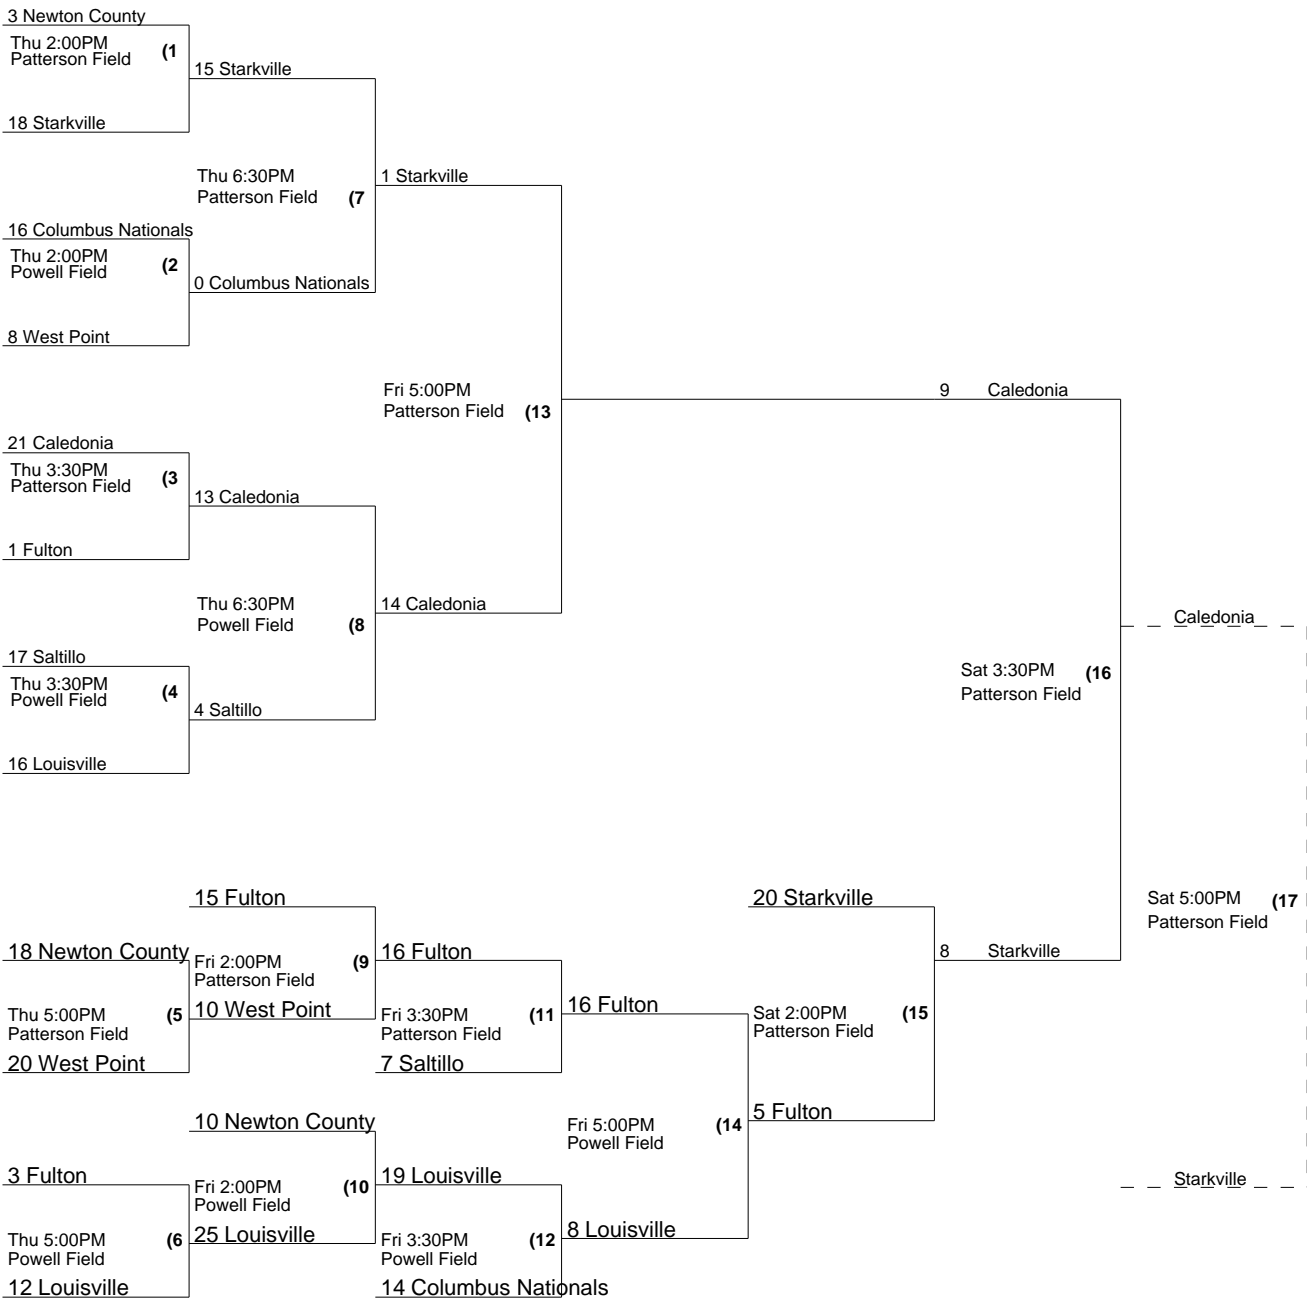 3 Newton County
Thu 2:00PM
Patterson Field
(1
15 Starkville
18 Starkville
Thu 6:30PM
Patterson Field
(7
1 Starkville
16 Columbus Nationals
Thu 2:00PM
Powell Field
(2
0 Columbus Nationals
8 West Point
Fri 5:00PM
Patterson Field
(13
9 Caledonia
21 Caledonia
Thu 3:30PM
Patterson Field
(3
13 Caledonia
1 Fulton
Thu 6:30PM
Powell Field
(8
14 Caledonia
Caledonia
17 Saltillo
Thu 3:30PM
Powell Field
(4
4 Saltillo
16 Louisville
Sat 3:30PM
Patterson Field
(16
15 Fulton
20 Starkville
Sat 5:00PM
Patterson Field
(17
18 Newton County
Fri 2:00PM
Patterson Field
(9
16 Fulton
8 Starkville
Thu 5:00PM
Patterson Field
(5
10 West Point
Fri 3:30PM
Patterson Field
(11
16 Fulton
Sat 2:00PM
Patterson Field
(15
20 West Point
7 Saltillo
10 Newton County
Fri 5:00PM
Powell Field
(14
5 Fulton
3 Fulton
Fri 2:00PM
Powell Field
(10
19 Louisville
Starkville
Thu 5:00PM
Powell Field
(6
25 Louisville
Fri 3:30PM
Powell Field
(12
8 Louisville
12 Louisville
14 Columbus Nationals